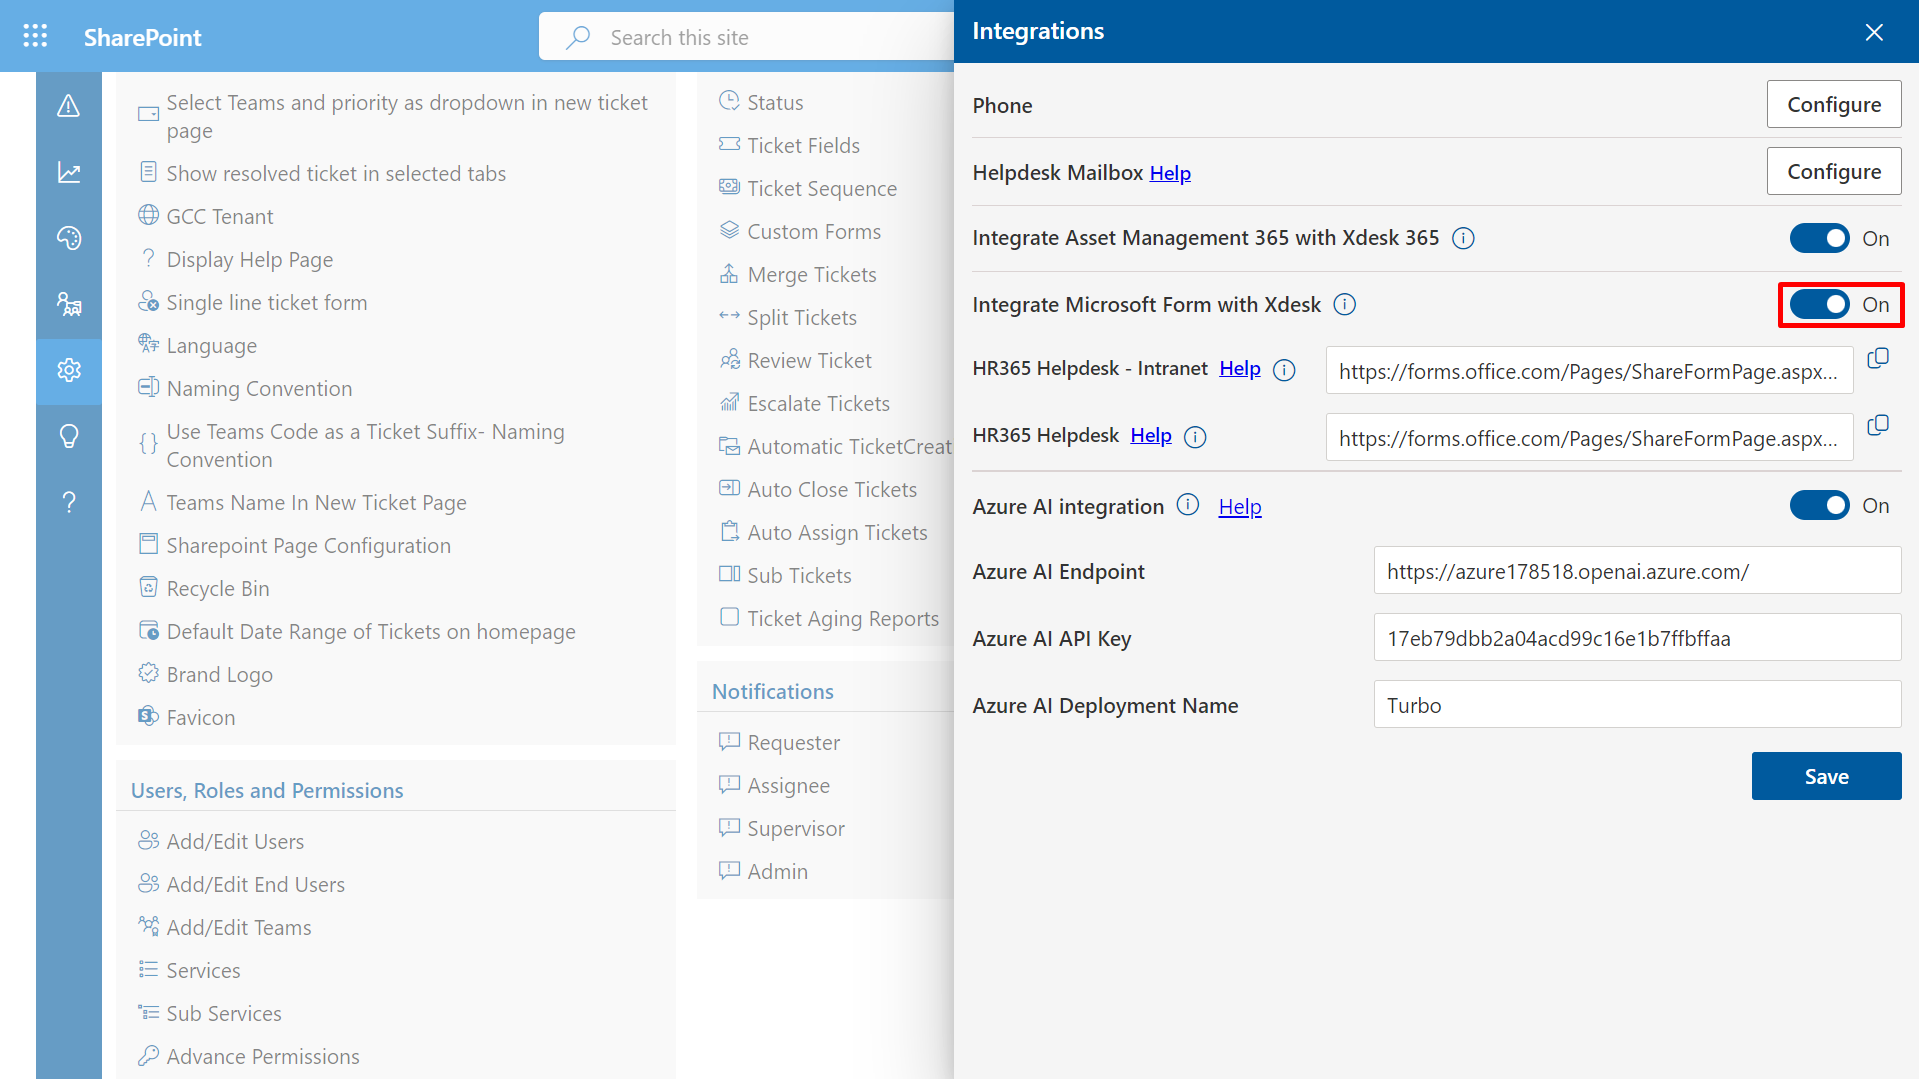 SharePoint
Search this site
Select Teams and priority as dropdown in new ticket
page
Show resolved ticket in selected tabs
GCC Tenant
Display Help Page
Single line ticket form
Language
Naming Convention
Use Teams Code as a Ticket Suffix- Naming
Convention
Teams Name In New Ticket Page
Sharepoint Page Configuration
Recycle Bin
Default Date Range of Tickets on homepage
Brand Logo
Favicon
Users, Roles and Permissions
Add/Edit Users
Add/Edit End Users
Add/Edit Teams
Services
Sub Services
Advance Permissions
Status
Ticket Fields
Ticket Sequence
Custom Forms
Merge Tickets
Split Tickets
Review Ticket
Escalate Tickets
Automatic TicketCreat
Auto Close Tickets
Auto Assign Tickets
Sub Tickets
Ticket Aging Reports
Notifications
Requester
Assignee
Supervisor
Admin
Integrations
Phone Configure
Helpdesk Mailbox Help Configure
Integrate Asset Management 365 with Xdesk 365 On
Integrate Microsoft Form with Xdesk On
HR365 Helpdesk - Intranet Help https://forms.office.com/Pages/ShareFormPage.aspx...
HR365 Helpdesk Help https://forms.office.com/Pages/ShareFormPage.aspx...
Azure AI integration Help On
Azure AI Endpoint https://azure178518.openai.azure.com/
Azure AI API Key 17eb79dbb2a04acd99c16e1b7ffbffaa
Azure AI Deployment Name Turbo
Save